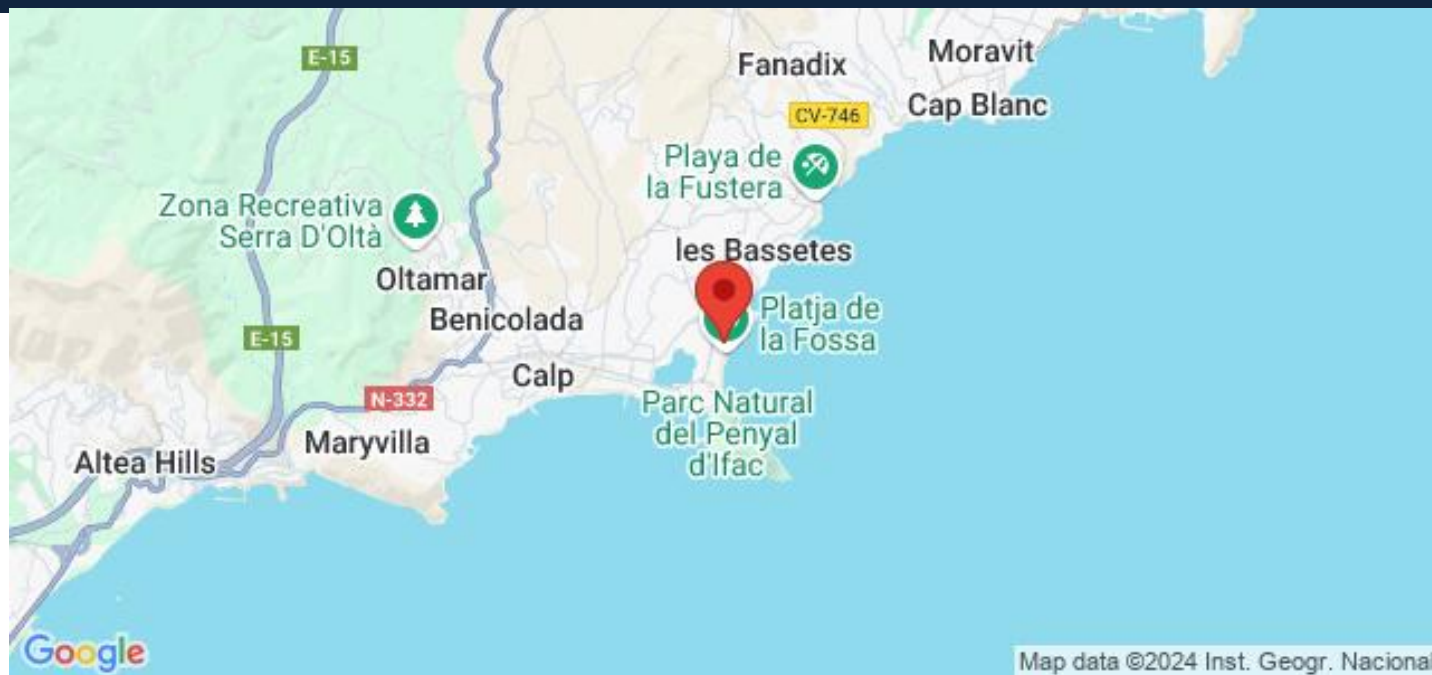 E-15
Fanadix
Moravit
Cap Blanc
CV-746
Playa de
la Fustera
Zona Recreativa
Serra D'Oltà
les Bassetes
Oltamar
Benicolada
Platja de
la Fossa
E-15
Calp
N-332
Parc Natural
del Penyal
d'Ifac
Maryvilla
Altea Hills
Google
Map data ©2024 Inst. Geogr. Nacional